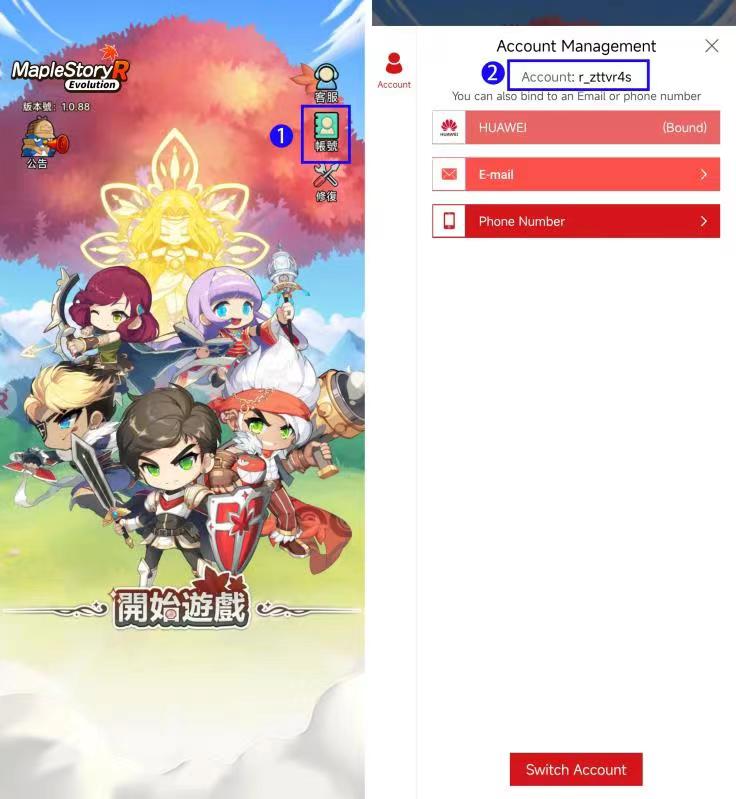 MapleStory R
Evolution
版本號：1.0.88
公告
客服
1
帳號
修復
開始遊戲
Account Management
Account
2
Account: r_zttvr4s
You can also bind to an Email or phone number
HUAWEI
HUAWEI
(Bound)
E-mail
Phone Number
Switch Account